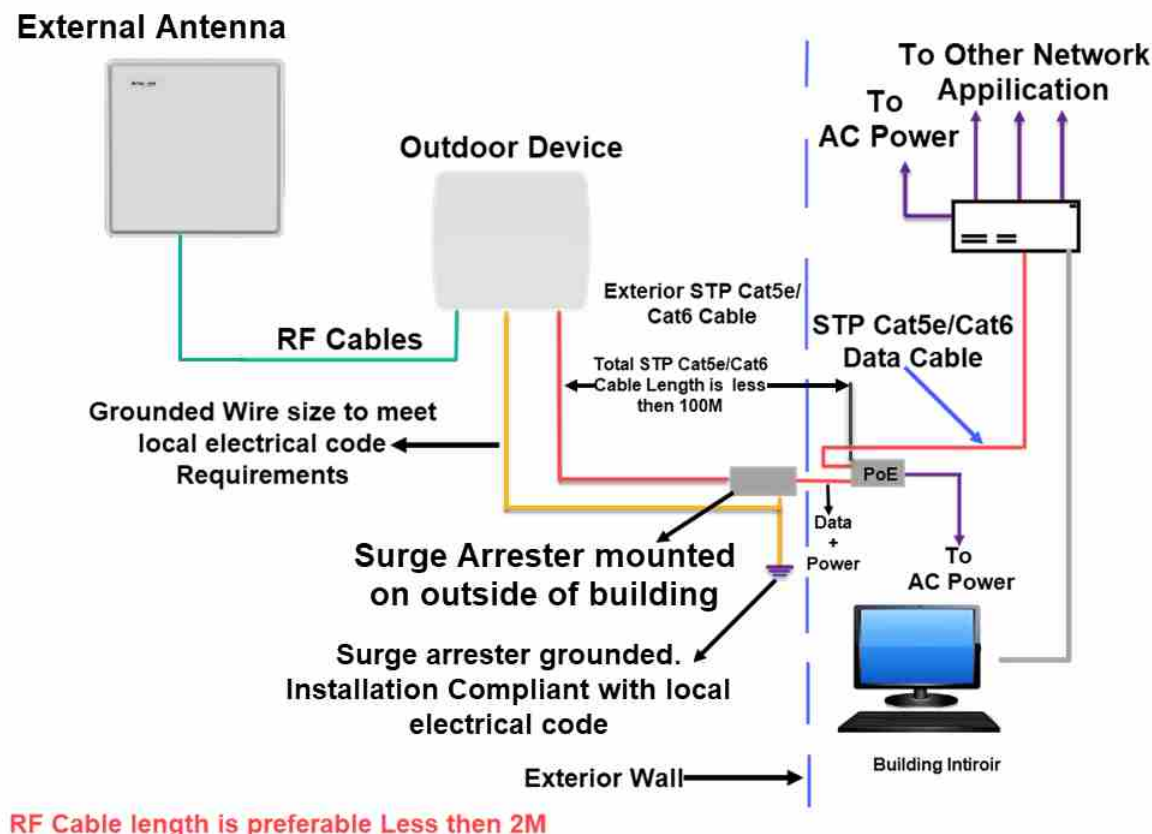 External Antenna
To Other Network
Appilication
To
AC Power
Outdoor Device
Exterior STP Cat5e/
Cat6 Cable
STP Cat5e/Cat6
Data Cable
RF Cables
Total STP Cat5e/Cat6
Cable Length is less
then 100M
Grounded Wire size to meet
local electrical code
Requirements
PoE
Data
+
Power
To
AC Power
Surge Arrester mounted
on outside of building
Surge arrester grounded.
Installation Compliant with local
electrical code
Exterior Wall
Building Intiroir
RF Cable length is preferable Less then 2M